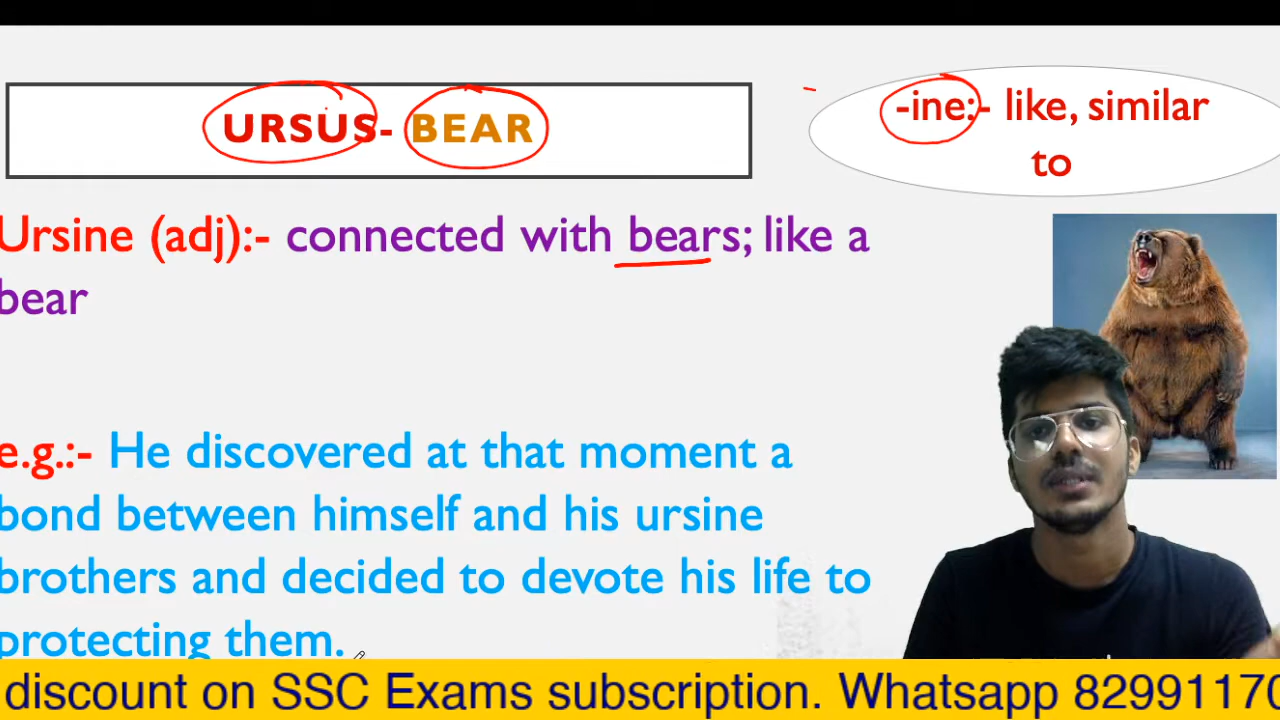 URSUS- BEAR
-ine:- like, similar
to
Ursine (adj):- connected with bears; like a
bear
e.g.:- He discovered at that moment a
bond between himself and his ursine
brothers and decided to devote his life to
protecting them.
discount on SSC Exams subscription. Whatsapp 8299117